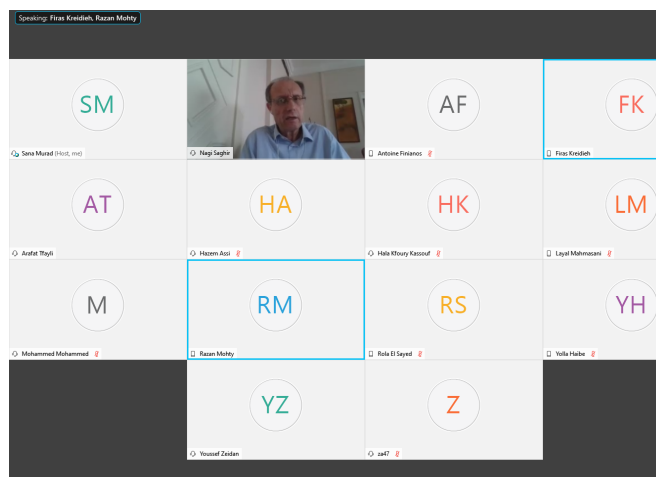 Speaking: Firas Kreidieh, Razan Mohty
SM
Sana Murad (Host, me)
Nagi Saghir
AF
Antoine Finianos
FK
Firas Kreidieh
AT
Arafat Tfayli
HA
Hazem Assi
HK
Hala Kfoury Kassouf
LM
Layal Mahmasani
M
Mohammed Mohammed
RM
Razan Mohty
RS
Rola El Sayed
YH
Yolla Haibe
YZ
Youssef Zeidan
Z
za47